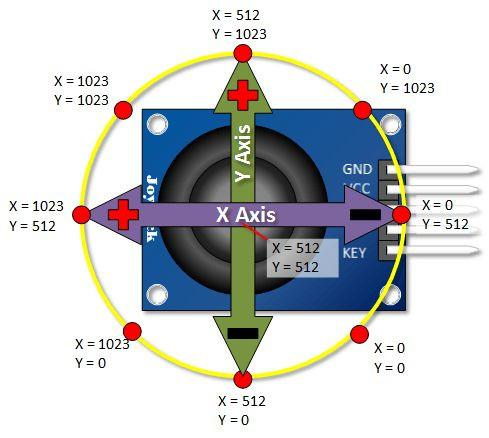 X = 512
Y = 1023
X = 1023
Y = 1023
X = 0
Y = 1023
Y Axis
GND
VCC
X = 1023
Y = 512
X Axis
X = 0
Y = 512
X = 512
Y = 512
KEY
X = 1023
Y = 0
X = 0
Y = 0
X = 512
Y = 0